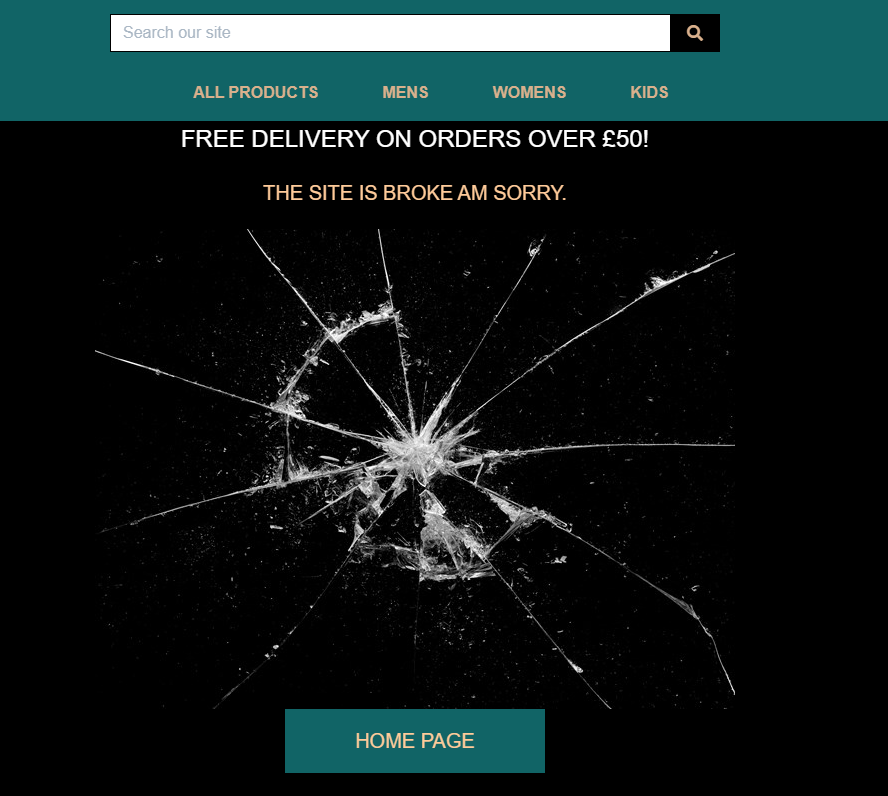 Search our site
ALL PRODUCTS MENS WOMENS KIDS
FREE DELIVERY ON ORDERS OVER £50!
THE SITE IS BROKE AM SORRY.
HOME PAGE